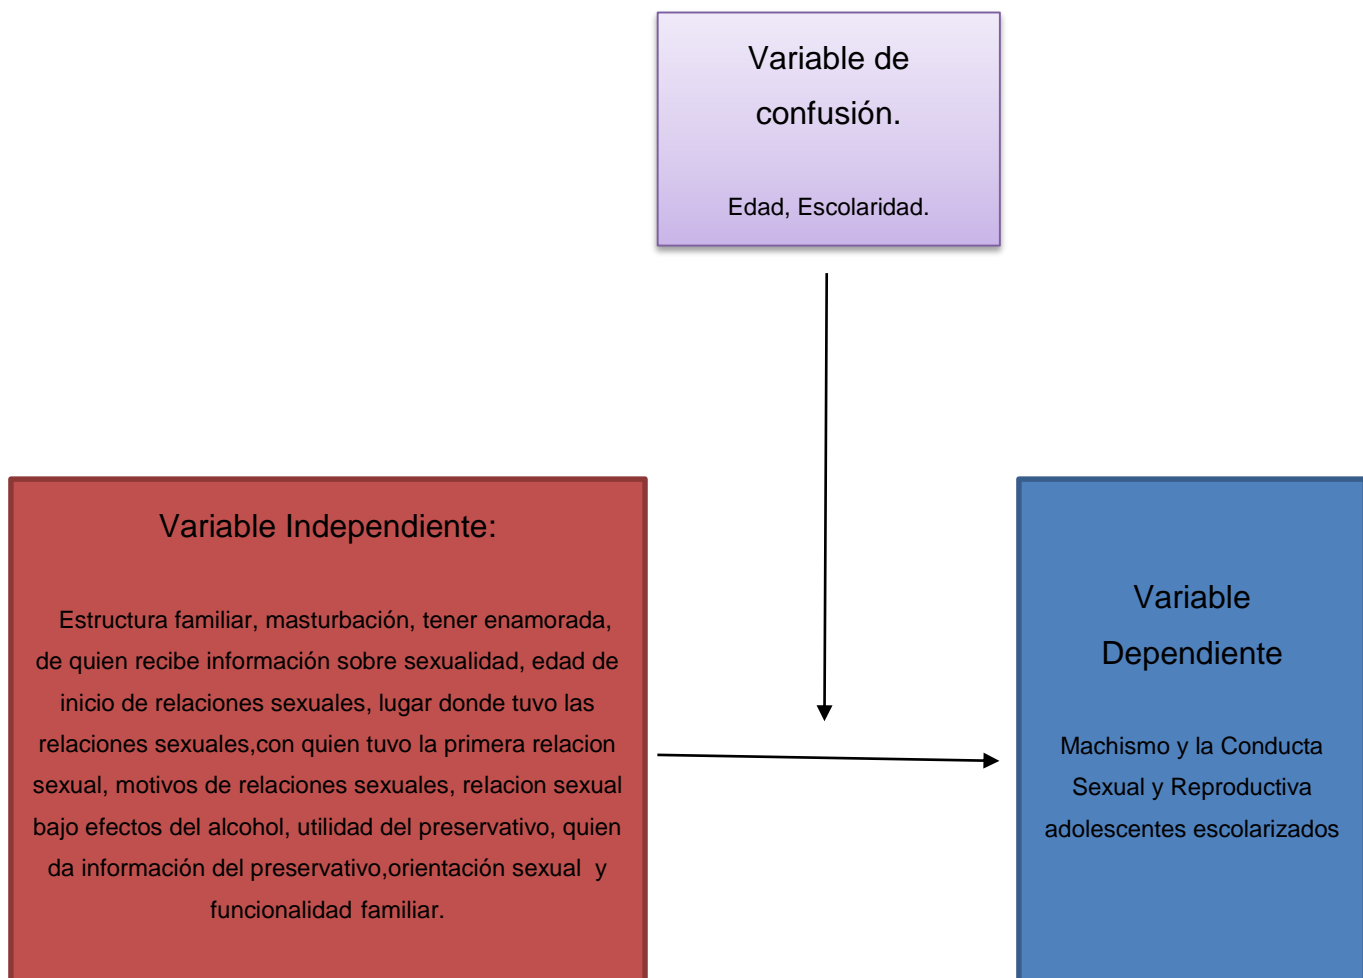 Variable de
confusión.
Edad, Escolaridad.
Variable Independiente:
Estructura familiar, masturbación, tener enamorada,
de quien recibe información sobre sexualidad, edad de
inicio de relaciones sexuales, lugar donde tuvo las
relaciones sexuales,con quien tuvo la primera relacion
sexual, motivos de relaciones sexuales, relacion sexual
bajo efectos del alcohol, utilidad del preservativo, quien
da información del preservativo,orientación sexual y
funcionalidad familiar.
Variable
Dependiente
Machismo y la Conducta
Sexual y Reproductiva
adolescentes escolarizados